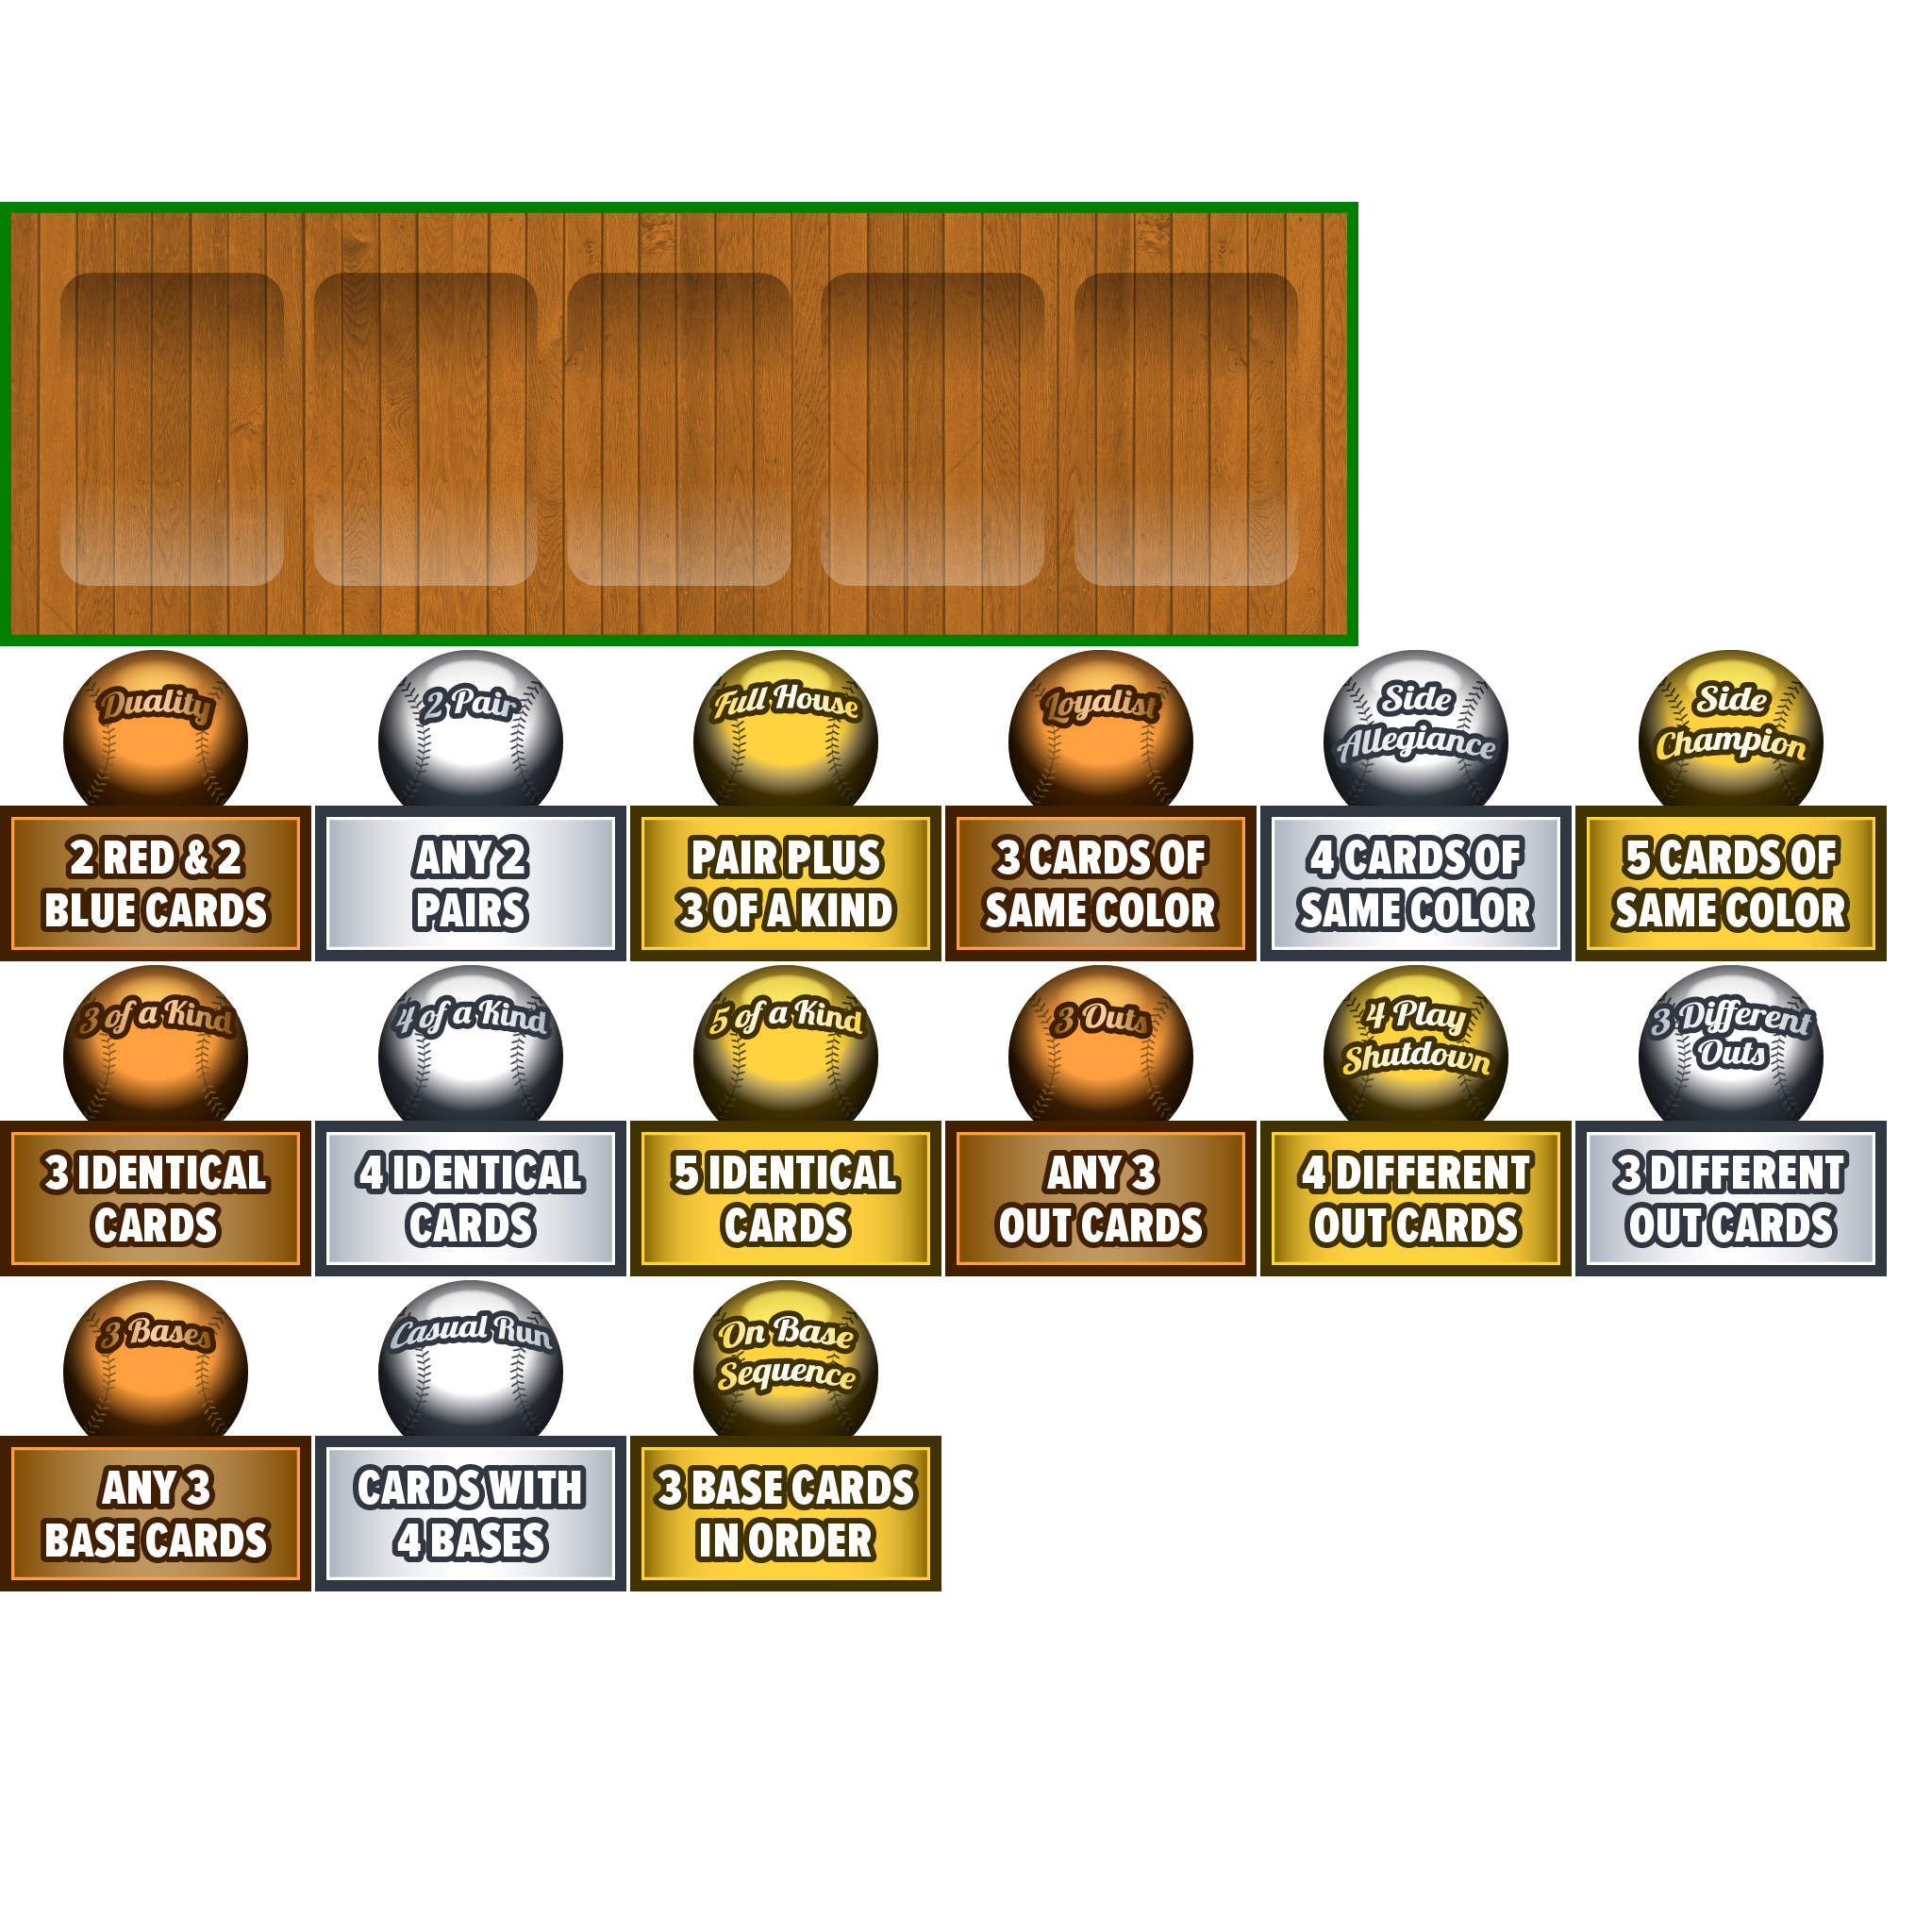 Duality
2 RED & 2
BLUE CARDS
2 Pair
ANY 2
PAIRS
Full House
PAIR PLUS
3 OF A KIND
Loyalist
3 CARDS OF
SAME COLOR
Side
Allegiance
4 CARDS OF
SAME COLOR
Side
Champion
5 CARDS OF
SAME COLOR
3 of a Kind
3 IDENTICAL
CARDS
4 of a Kind
4 IDENTICAL
CARDS
5 of a Kind
5 IDENTICAL
CARDS
3 Outs
ANY 3
OUT CARDS
4 Play
Shutdown
4 DIFFERENT
OUT CARDS
3 Different
Outs
3 DIFFERENT
OUT CARDS
3 Bases
ANY 3
BASE CARDS
Casual Run
CARDS WITH
4 BASES
On Base
Sequence
3 BASE CARDS
IN ORDER